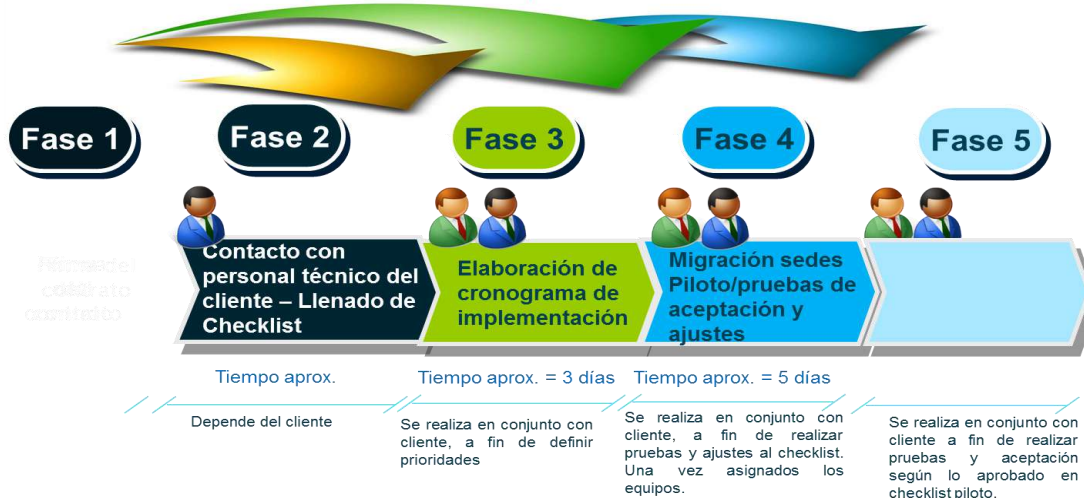 Fase 1
Fase 2
Fase 3
Fase 4
Fase 5
Contacto con
personal técnico del
cliente – Llenado de
Checklist
Elaboración de
cronograma de
implementación
Migración sedes
Piloto/pruebas de
aceptación y
ajustes
Tiempo aprox.
Tiempo aprox. = 3 días
Tiempo aprox. = 5 días
Depende del cliente
Se realiza en conjunto con
cliente, a fin de definir
prioridades
Se realiza en conjunto con
cliente, a fin de realizar
pruebas y ajustes al checklist.
Una vez asignados los
equipos.
Se realiza en conjunto con
cliente a fin de realizar
pruebas y aceptación
según lo aprobado en
checklist piloto.